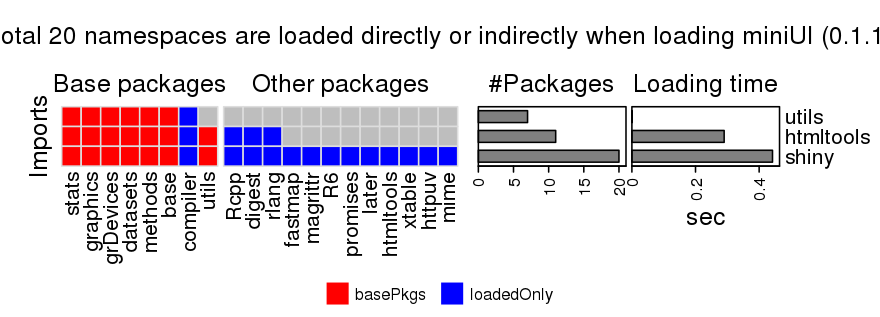 otal 20 namespaces are loaded directly or indirectly when loading miniUI (0.1.1
Base packages Other packages #Packages Loading time
Imports
utils
htmltools
shiny
0 5 10 15 20
0 0.2 0.4
sec
stats graphics grDevices datasets methods base compiler utils
Rcpp digest rlang fastmap magrittr R6 promises later htmltools xtable httpuv mime
basePkgs loadedOnly